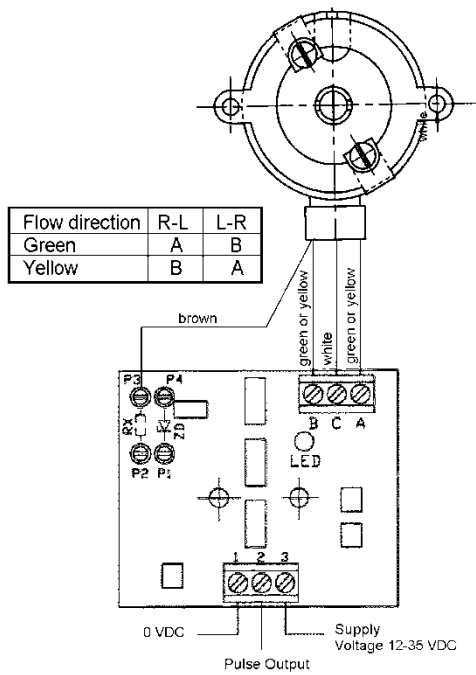 white
Flow direction R-L L-R
Green A B
Yellow B A
brown
green or yellow
white
green or yellow
P3 P4
RX
ZD
P2 P1
B C A
LED
1 2 3
0 VDC
Supply
Voltage 12-35 VDC
Pulse Output